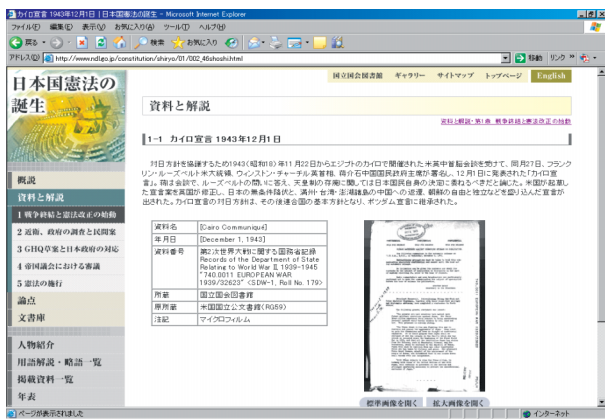 カイロ宣言 1943年12月1日 | 日本国憲法の誕生 - Microsoft Internet Explorer
ファイル(F) 編集(E) 表示(V) お気に入り(A) ツール(T) ヘルプ(H)
戻る 検索 お気に入り
アドレス(D) http://www.ndl.go.jp/constitution/shiryo/01/002_46shoshi.html 移動 リンク
国立国会図書館 ギャラリー サイトマップ トップページ English
日本国憲法の
誕生
資料と解説
資料と解説・第1章 戦争終結と憲法改正の始動
1-1 カイロ宣言 1943年12月1日
対日方針を協議するため1943(昭和18)年11月22日からエジプトのカイロで開催された米英中首脳会談を受けて、同月27日、フランク
リン・ルーズベルト米大統領、ウィンストン・チャーチル英首相、蒋介石中国国民政府主席が署名し、12月1日に発表された「カイロ宣
言」。蒋は会談で、ルーズベルトの問いに答え、天皇制の存廃に関しては日本国民自身の決定に委ねるべきだと論じた。米国が起草し
た宣言案を英国が修正し、日本の無条件降伏と、満州・台湾・澎湖諸島の中国への返還、朝鮮の自由と独立などを盛り込んだ宣言が
出された。カイロ宣言の対日方針は、その後連合国の基本方針となり、ポツダム宣言に継承された。
概説
資料と解説
1 戦争終結と憲法改正の始動
2 近衛、政府の調査と民間案
3 GHQ草案と日本政府の対応
4 帝国議会における審議
5 憲法の施行
論点
文書庫
人物紹介
用語解説・略語一覧
掲載資料一覧
年表
資料名 [Cairo Communiqué]
年月日 [December 1, 1943]
資料番号 第2次世界大戦に関する国務省記録
Records of the Department of State
Relating to World War II, 1939-1945
"740.0011 EUROPEAN WAR
1939/32623" <SDW-1, Roll No. 179>
所蔵 国立国会図書館
原所蔵 米国国立公文書館(RG59)
注記 マイクロフィルム
標準画像を開く 拡大画像を開く
ページが表示されました インターネット